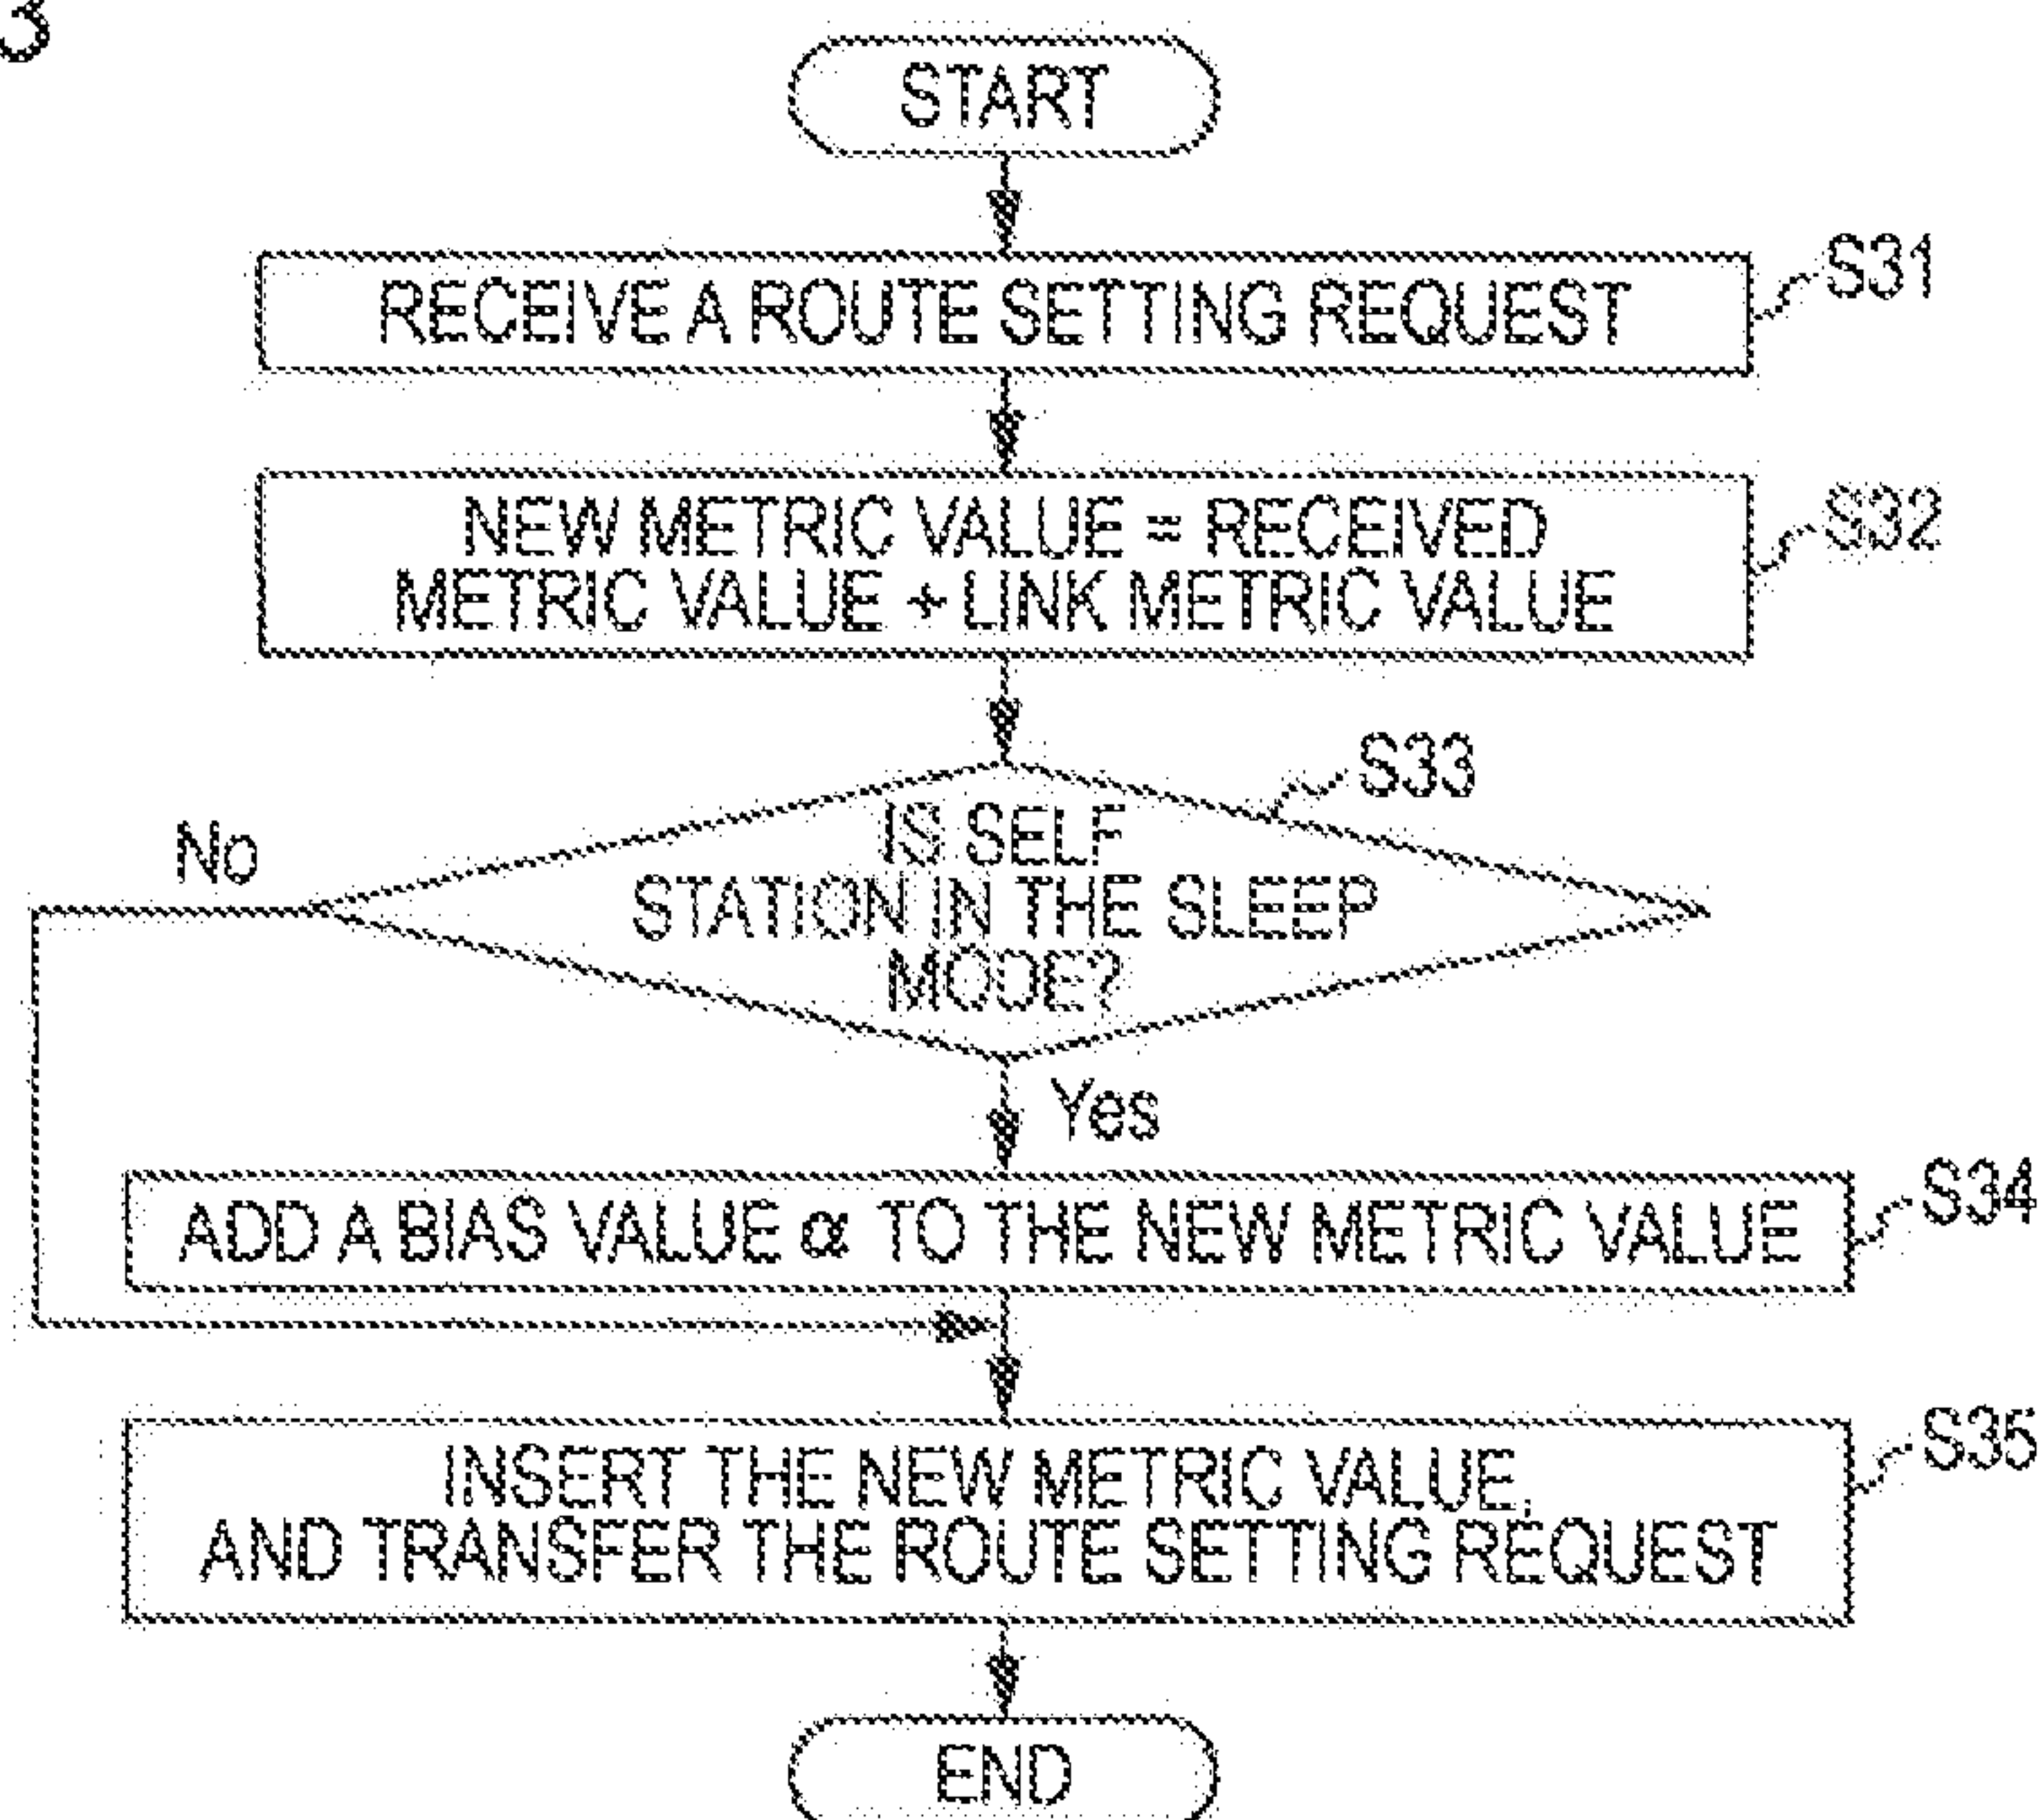 3
START
RECEIVE A ROUTE SETTING REQUEST
S31
NEW METRIC VALUE = RECEIVED
METRIC VALUE + LINK METRIC VALUE
S32
S33
IS SELF
STATION IN THE SLEEP
MODE?
No
Yes
ADD A BIAS VALUE α TO THE NEW METRIC VALUE
S34
INSERT THE NEW METRIC VALUE,
AND TRANSFER THE ROUTE SETTING REQUEST
S35
END